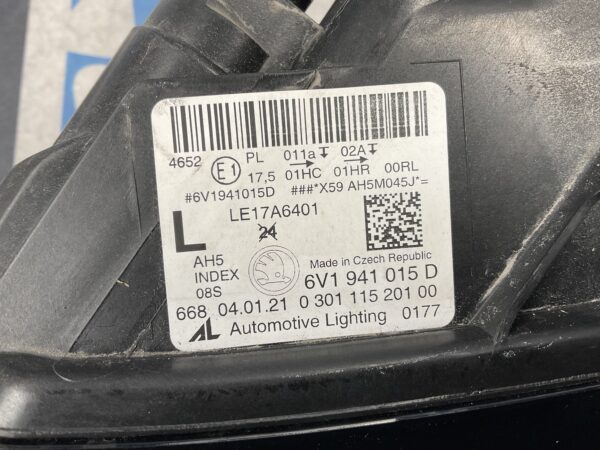 4652 E1 PL 011a 02A
17,5 01HC 01HR 00RL
#6V1941015D ###*X59 AH5M045J*=
L LE17A6401
24
AH5
INDEX
08S
Made in Czech Republic
6V1 941 015 D
668 04.01.21 0 301 115 201 00
AL Automotive Lighting 0177